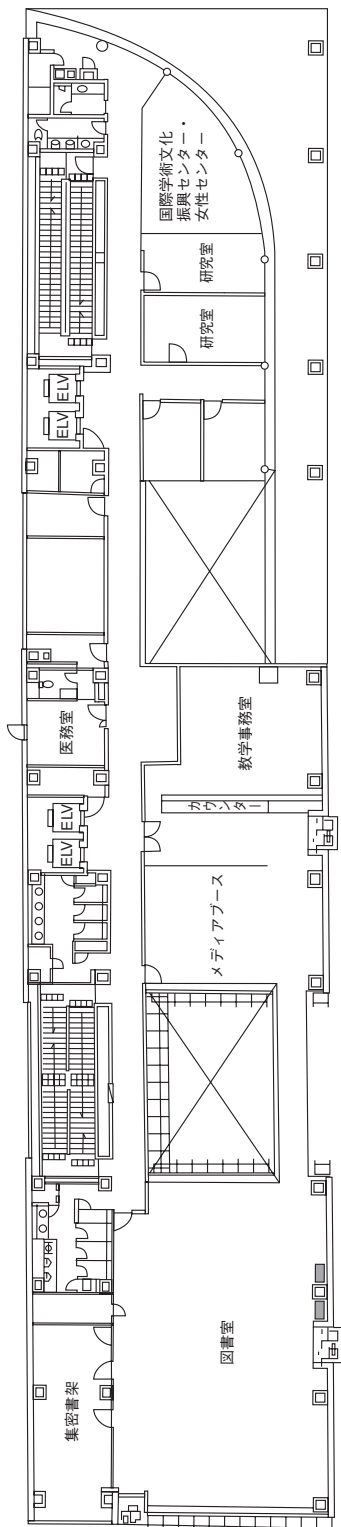 国際学術文化
振興センター・
女性センター
研究室
研究室
ELV
ELV
医務室
教学事務室
カウンター
ELV
ELV
メディアブース
図書室
集密書架